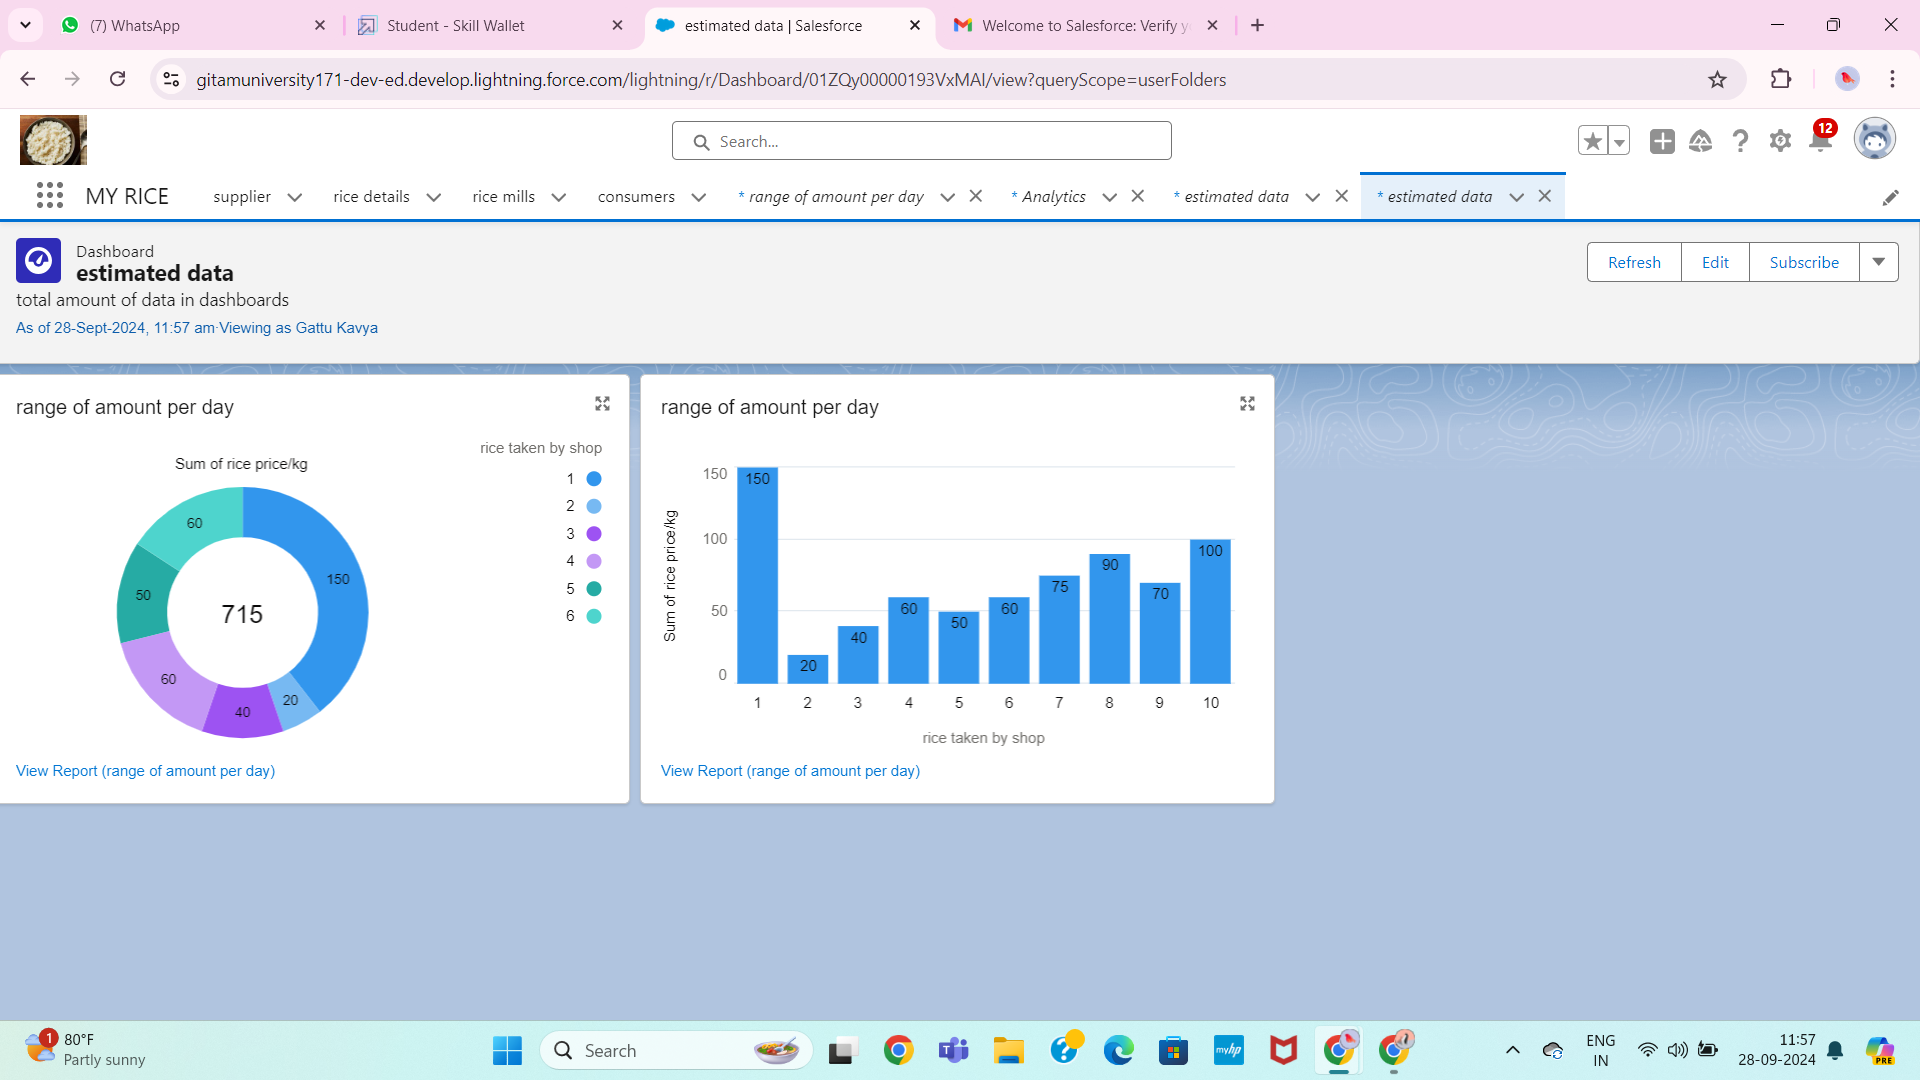 (7) WhatsApp
Student - Skill Wallet
estimated data | Salesforce
Welcome to Salesforce: Verify y
gitamuniversity171-dev-ed.develop.lightning.force.com/lightning/r/Dashboard/01ZQy00000193VxMAI/view?queryScope=userFolders
Search...
12
MY RICE
supplier
rice details
rice mills
consumers
* range of amount per day
* Analytics
* estimated data
* estimated data
Dashboard
estimated data
total amount of data in dashboards
As of 28-Sept-2024, 11:57 am·Viewing as Gattu Kavya
Refresh
Edit
Subscribe
range of amount per day
rice taken by shop
Sum of rice price/kg
1
2
3
4
5
6
60
150
50
715
60
20
40
View Report (range of amount per day)
range of amount per day
Sum of rice price/kg
150
100
50
0
150
20
40
60
50
60
75
90
70
100
1 2 3 4 5 6 7 8 9 10
rice taken by shop
View Report (range of amount per day)
1
80°F
Partly sunny
Search
myhp
ENG
IN
11:57
28-09-2024
PRE